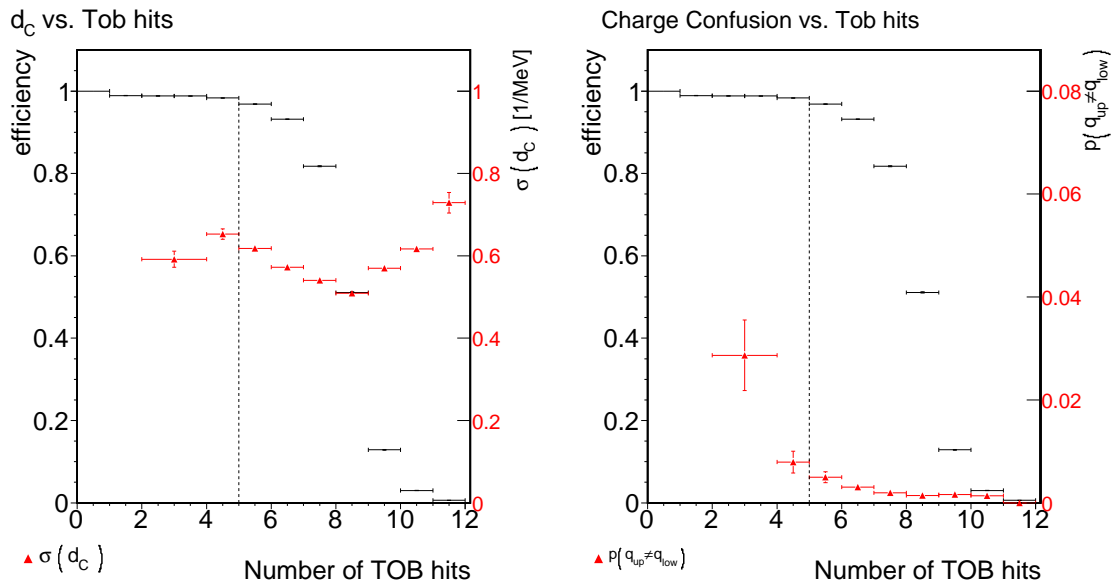 d_C vs. Tob hits
efficiency
1
0.8
0.6
0.4
0.2
0
0 2 4 6 8 10 12
1
0.8
0.6
0.4
0.2
0
σ ( d_C ) [1/MeV]
Number of TOB hits
▲ σ ( d_C )
Charge Confusion vs. Tob hits
efficiency
1
0.8
0.6
0.4
0.2
0
0 2 4 6 8 10 12
0.08
0.06
0.04
0.02
0
p( q_up≠q_low )
Number of TOB hits
▲ p( q_up≠q_low )